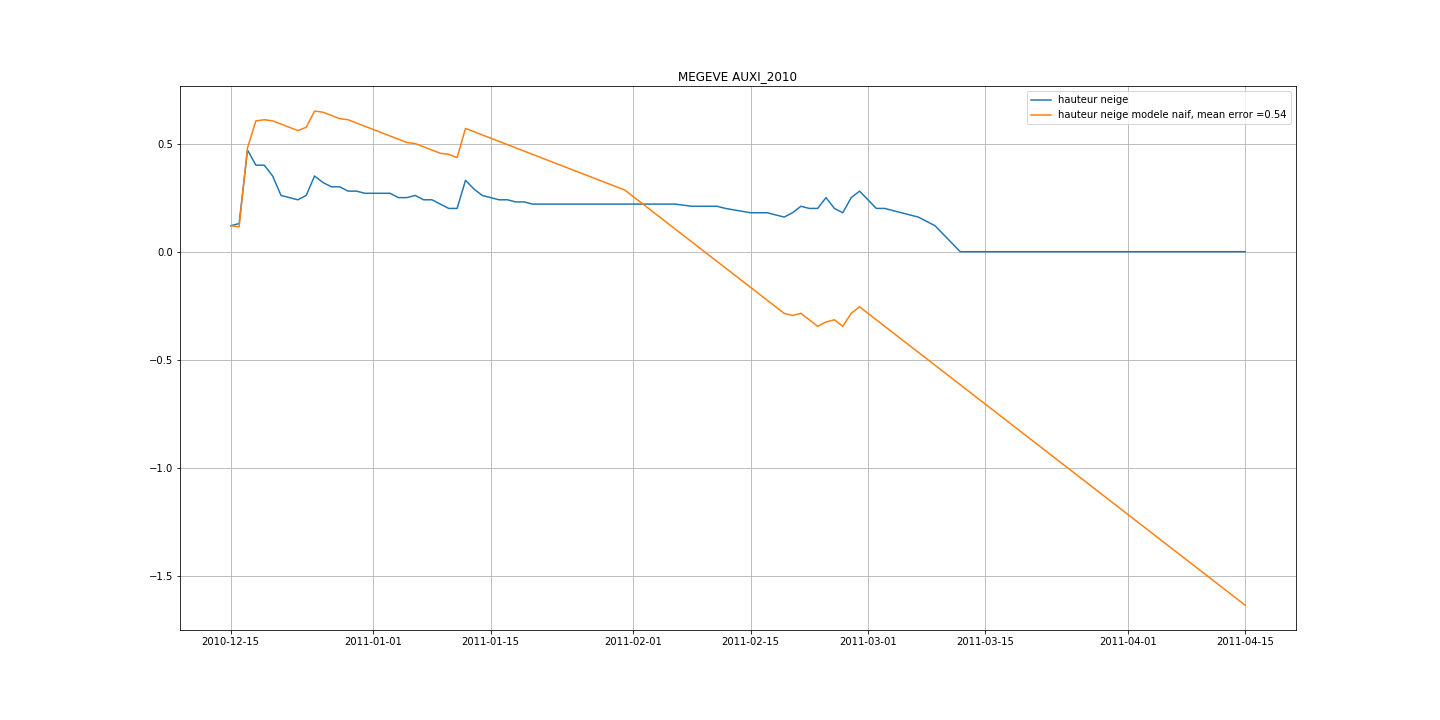 MEGEVE AUXI_2010
hauteur neige
hauteur neige modele naif, mean error =0.54
0.5
0.0
−0.5
−1.0
−1.5
2010-12-15 2011-01-01 2011-01-15 2011-02-01 2011-02-15 2011-03-01 2011-03-15 2011-04-01 2011-04-15